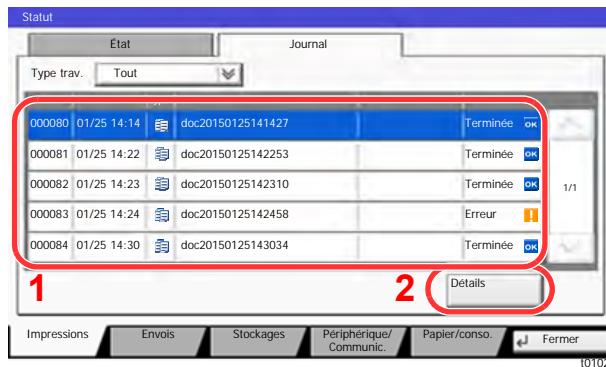 Statut
État Journal
Type trav. Tout
000080 01/25 14:14 doc20150125141427 Terminée OK
000081 01/25 14:22 doc20150125142253 Terminée OK
000082 01/25 14:23 doc20150125142310 Terminée OK
1/1
000083 01/25 14:24 doc20150125142458 Erreur !
000084 01/25 14:30 doc20150125143034 Terminée OK
1 2 Détails
Impressions Envois Stockages Périphérique/
Communic. Papier/conso. Fermer
t0102